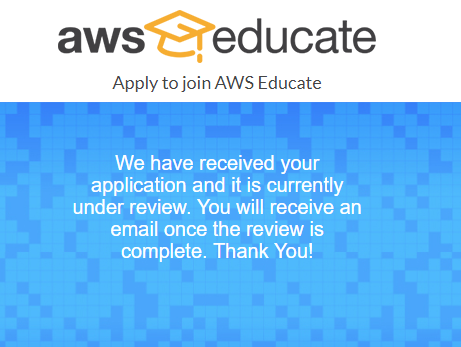 aws educate
Apply to join AWS Educate
We have received your
application and it is currently
under review. You will receive an
email once the review is
complete. Thank You!